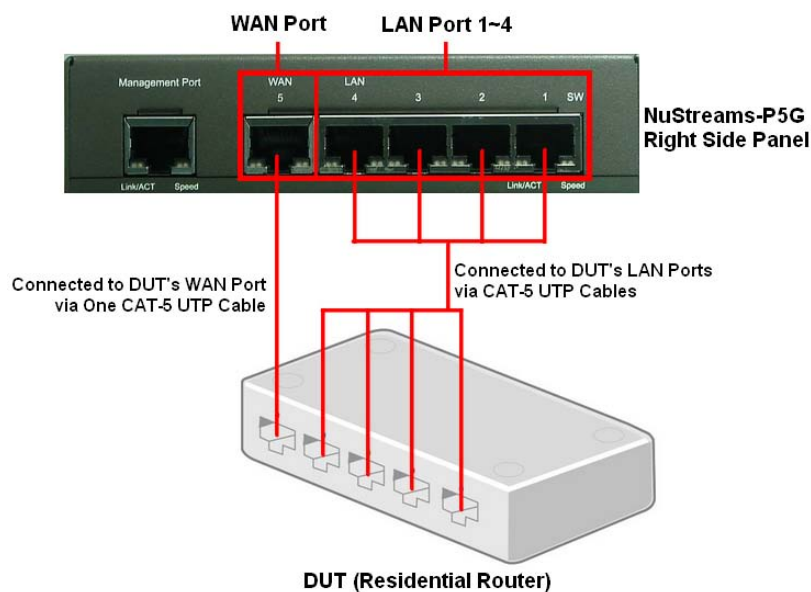 WAN Port
LAN Port 1~4
Management Port
WAN
LAN
5
4
3
2
1
SW
NuStreams-P5G
Right Side Panel
Link/ACT
Speed
Link/ACT
Speed
Connected to DUT's WAN Port
via One CAT-5 UTP Cable
Connected to DUT's LAN Ports
via CAT-5 UTP Cables
DUT (Residential Router)